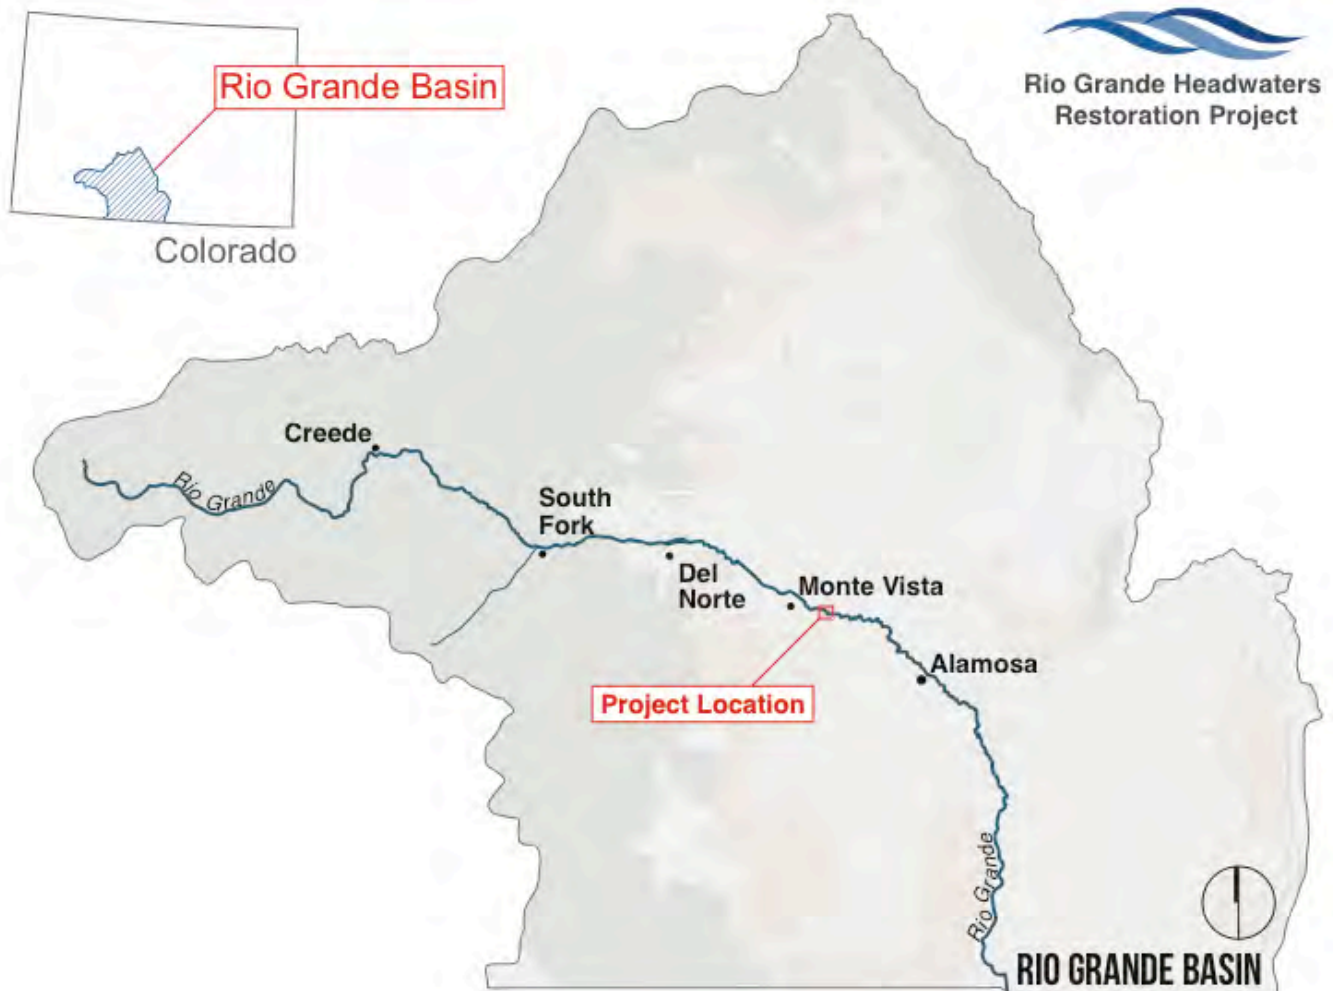 Rio Grande Basin
Colorado
Rio Grande Headwaters
Restoration Project
Creede
Rio Grande
South
Fork
Del
Norte
Monte Vista
Alamosa
Project Location
Rio Grande
RIO GRANDE BASIN